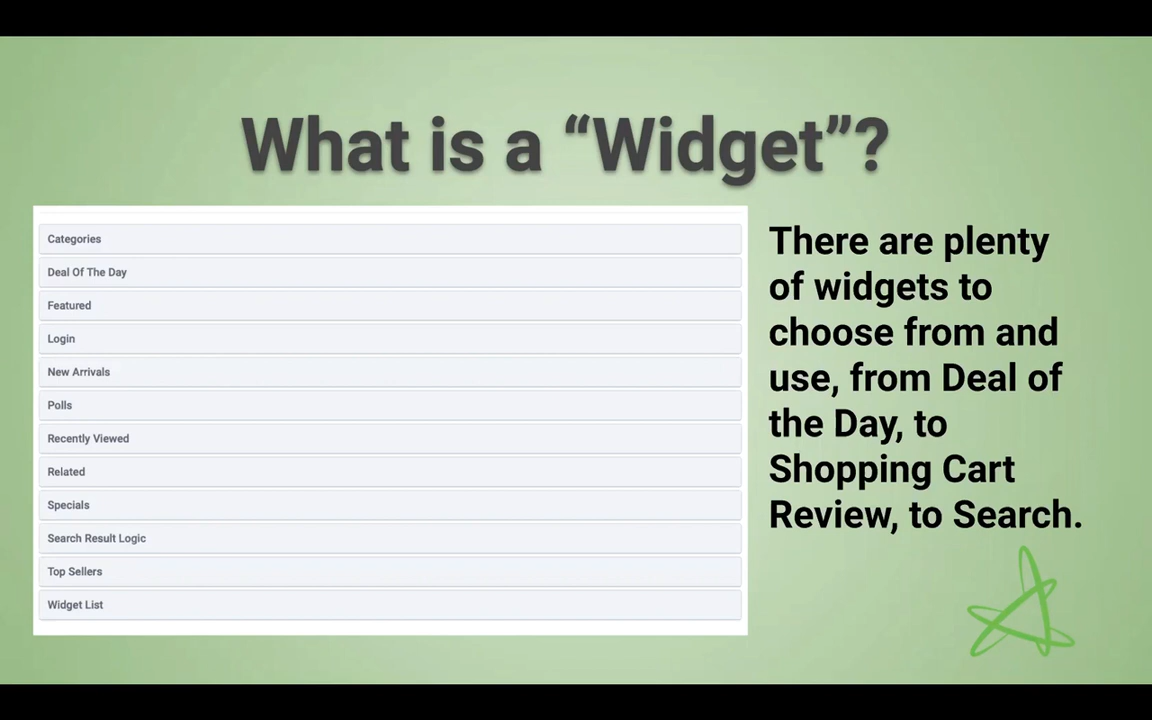 What is a “Widget”?
Categories
Deal Of The Day
Featured
Login
New Arrivals
Polls
Recently Viewed
Related
Specials
Search Result Logic
Top Sellers
Widget List
There are plenty
of widgets to
choose from and
use, from Deal of
the Day, to
Shopping Cart
Review, to Search.